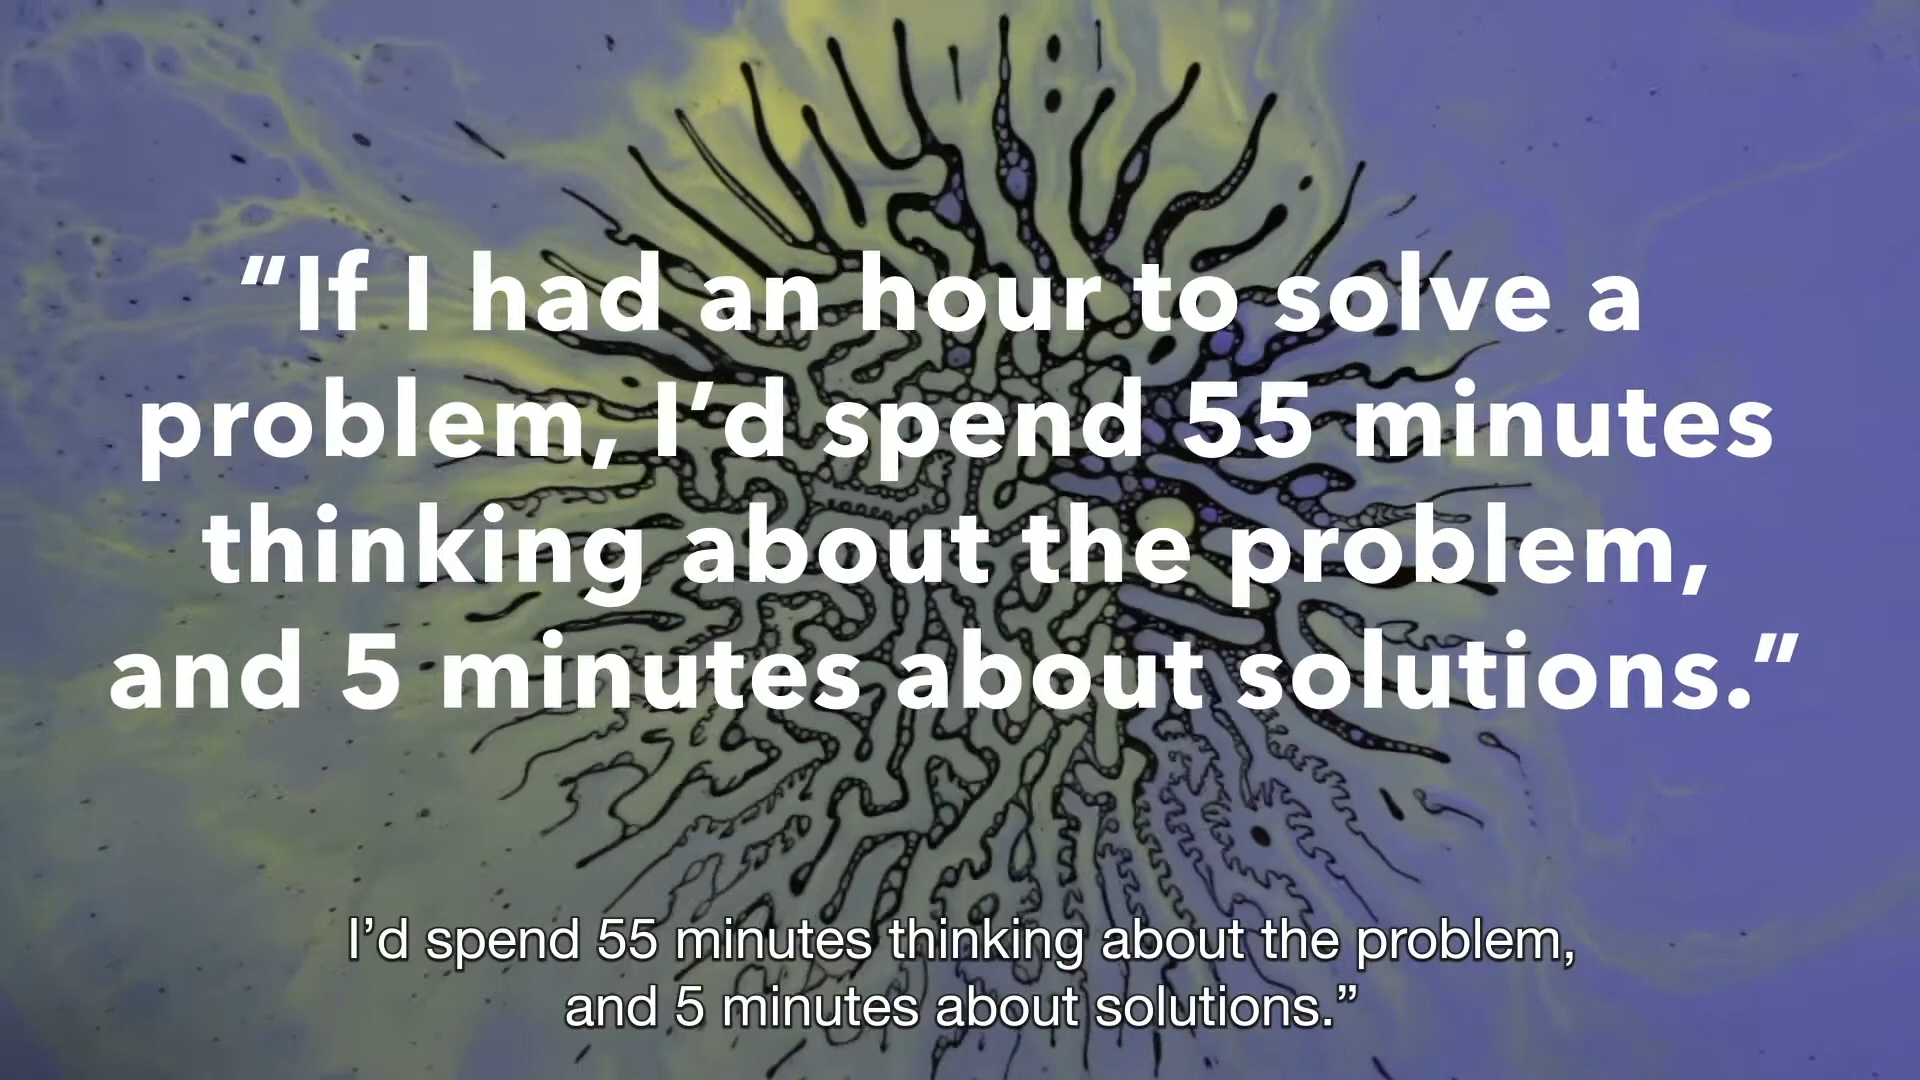 “If I had an hour to solve a
problem, I’d spend 55 minutes
thinking about the problem,
and 5 minutes about solutions.”
I’d spend 55 minutes thinking about the problem,
and 5 minutes about solutions.”